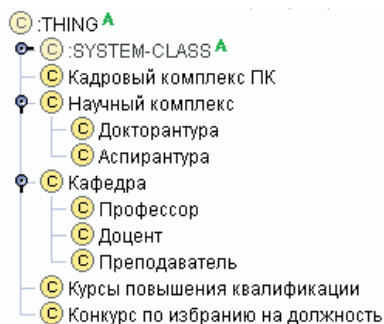 :THING A
:SYSTEM-CLASS A
C Кадровый комплекс ПК
C Научный комплекс
C Докторантура
C Аспирантура
C Кафедра
C Профессор
C Доцент
C Преподаватель
C Курсы повышения квалификации
C Конкурс по избранию на должность